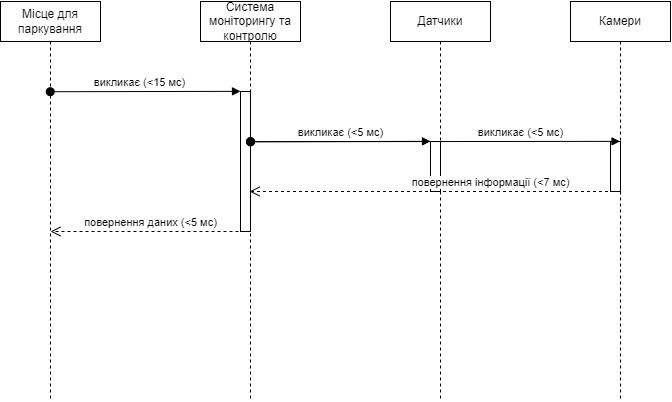 Місце для
паркування
Система
моніторингу та
контролю
Датчики
Камери
викликає (<15 мс)
викликає (<5 мс)
викликає (<5 мс)
повернення інформації (<7 мс)
повернення даних (<5 мс)